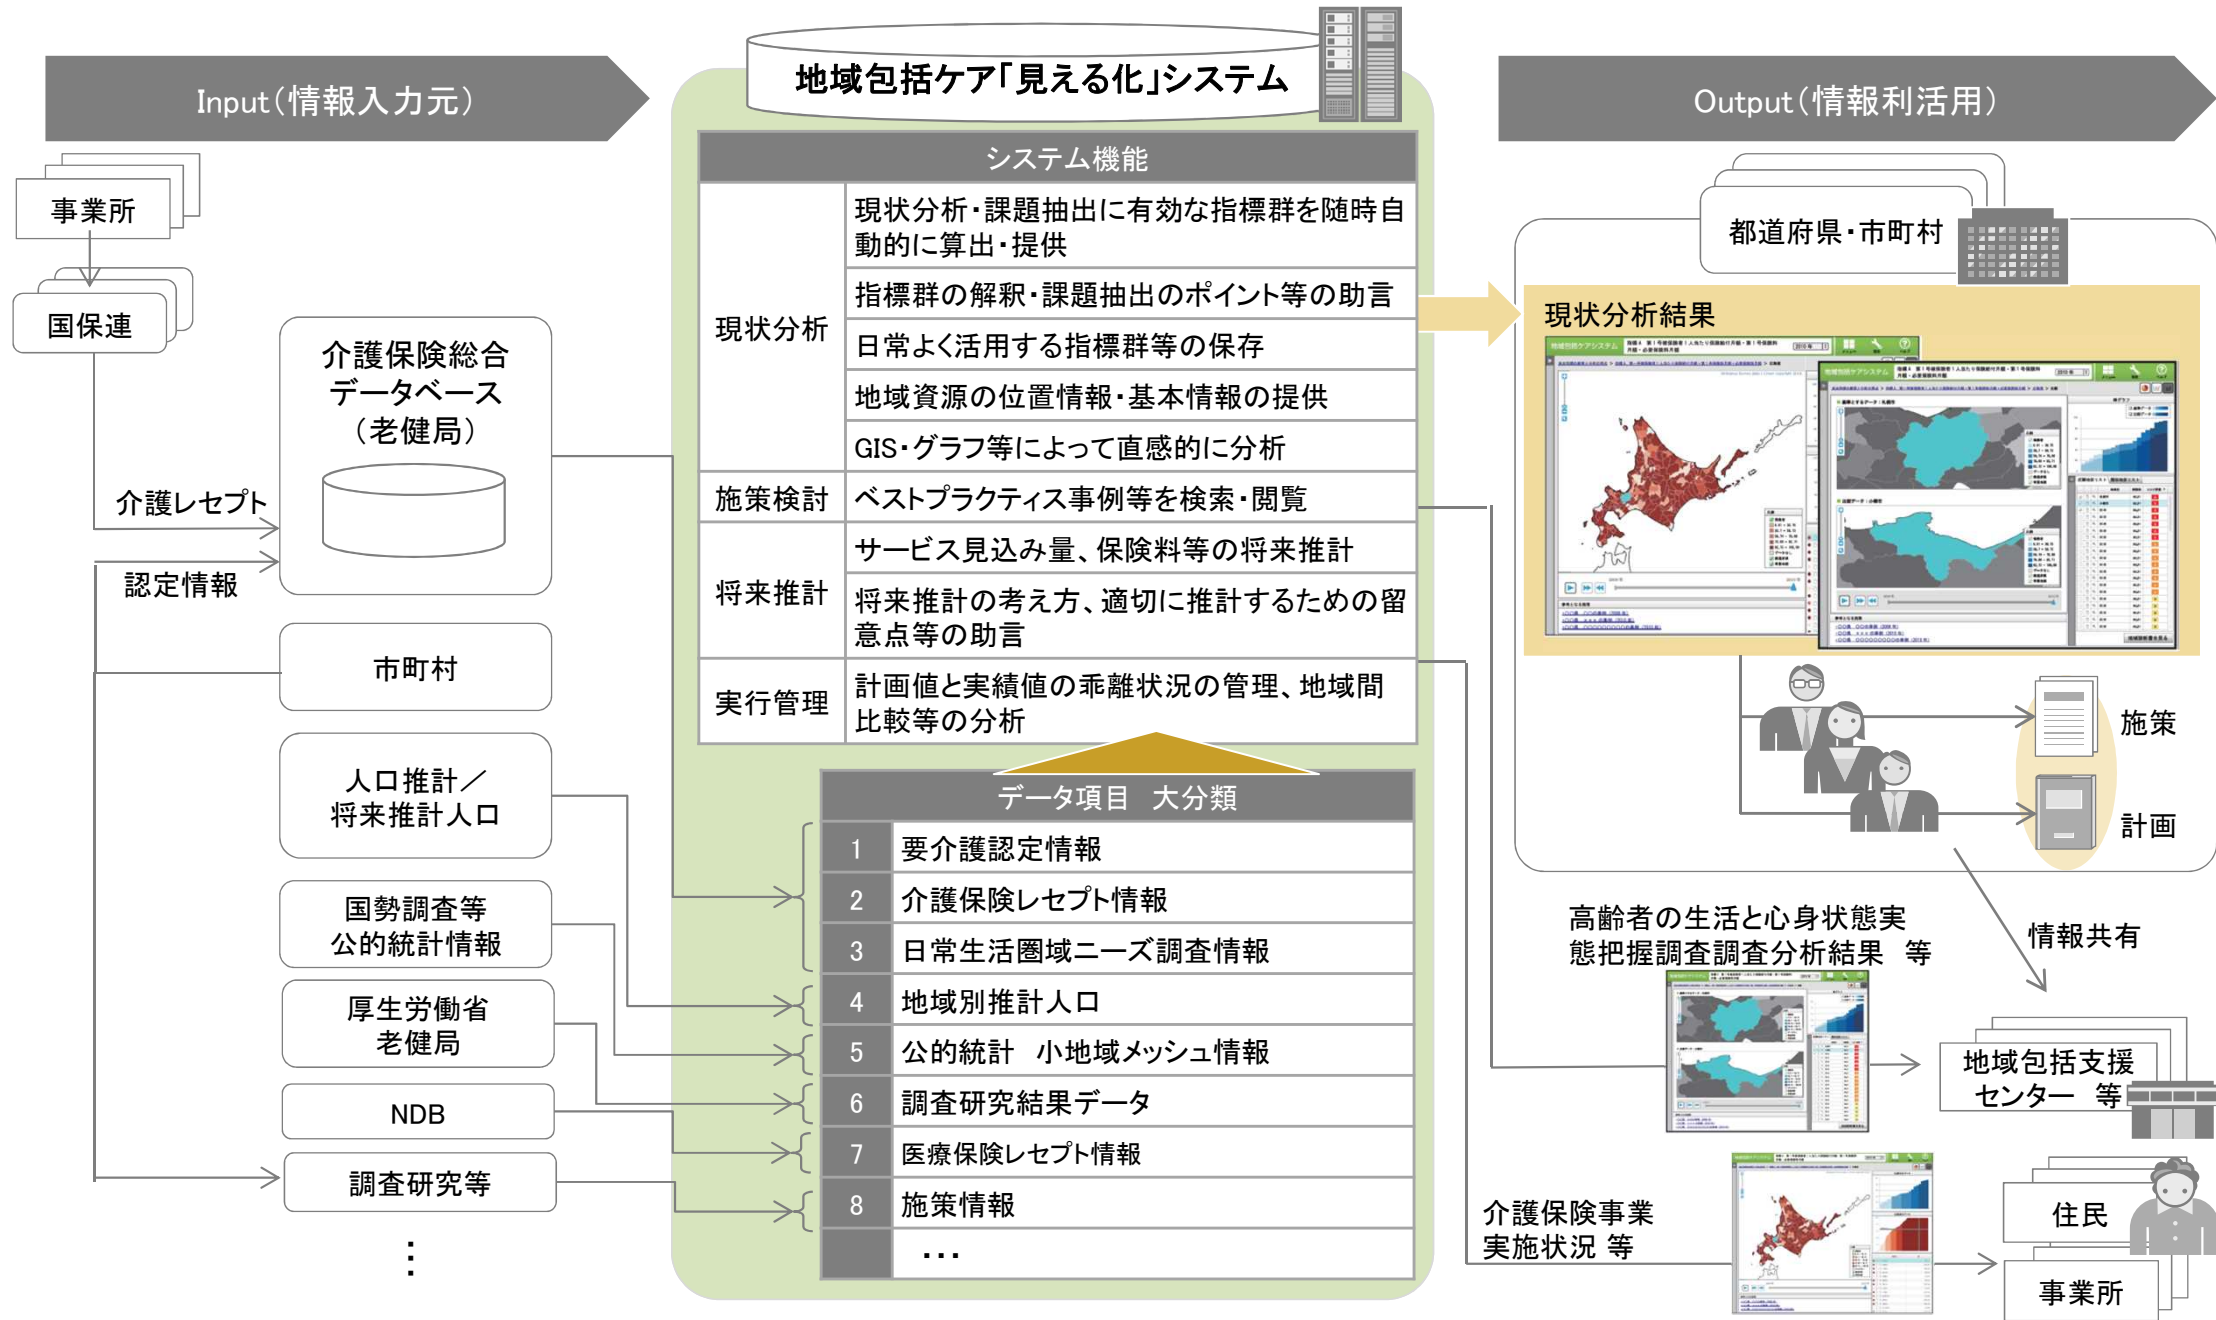 Input（情報入力元）
事業所
国保連
介護レセプト
認定情報
介護保険総合
データベース
（老健局）
市町村
人口推計／
将来推計人口
国勢調査等
公的統計情報
厚生労働省
老健局
NDB
調査研究等
⋮
地域包括ケア「見える化」システム
システム機能
現状分析
現状分析・課題抽出に有効な指標群を随時自
動的に算出・提供
指標群の解釈・課題抽出のポイント等の助言
日常よく活用する指標群等の保存
地域資源の位置情報・基本情報の提供
GIS・グラフ等によって直感的に分析
施策検討
ベストプラクティス事例等を検索・閲覧
将来推計
サービス見込み量、保険料等の将来推計
将来推計の考え方、適切に推計するための留
意点等の助言
実行管理
計画値と実績値の乖離状況の管理、地域間
比較等の分析
データ項目　大分類
1 要介護認定情報
2 介護保険レセプト情報
3 日常生活圏域ニーズ調査情報
4 地域別推計人口
5 公的統計　小地域メッシュ情報
6 調査研究結果データ
7 医療保険レセプト情報
8 施策情報
・・・
Output（情報利活用）
都道府県・市町村
現状分析結果
地域包括ケアシステム
地域包括ケアシステム
施策
計画
情報共有
高齢者の生活と心身状態実
態把握調査調査分析結果　等
地域包括支援
センター　等
介護保険事業
実施状況 等
住民
事業所